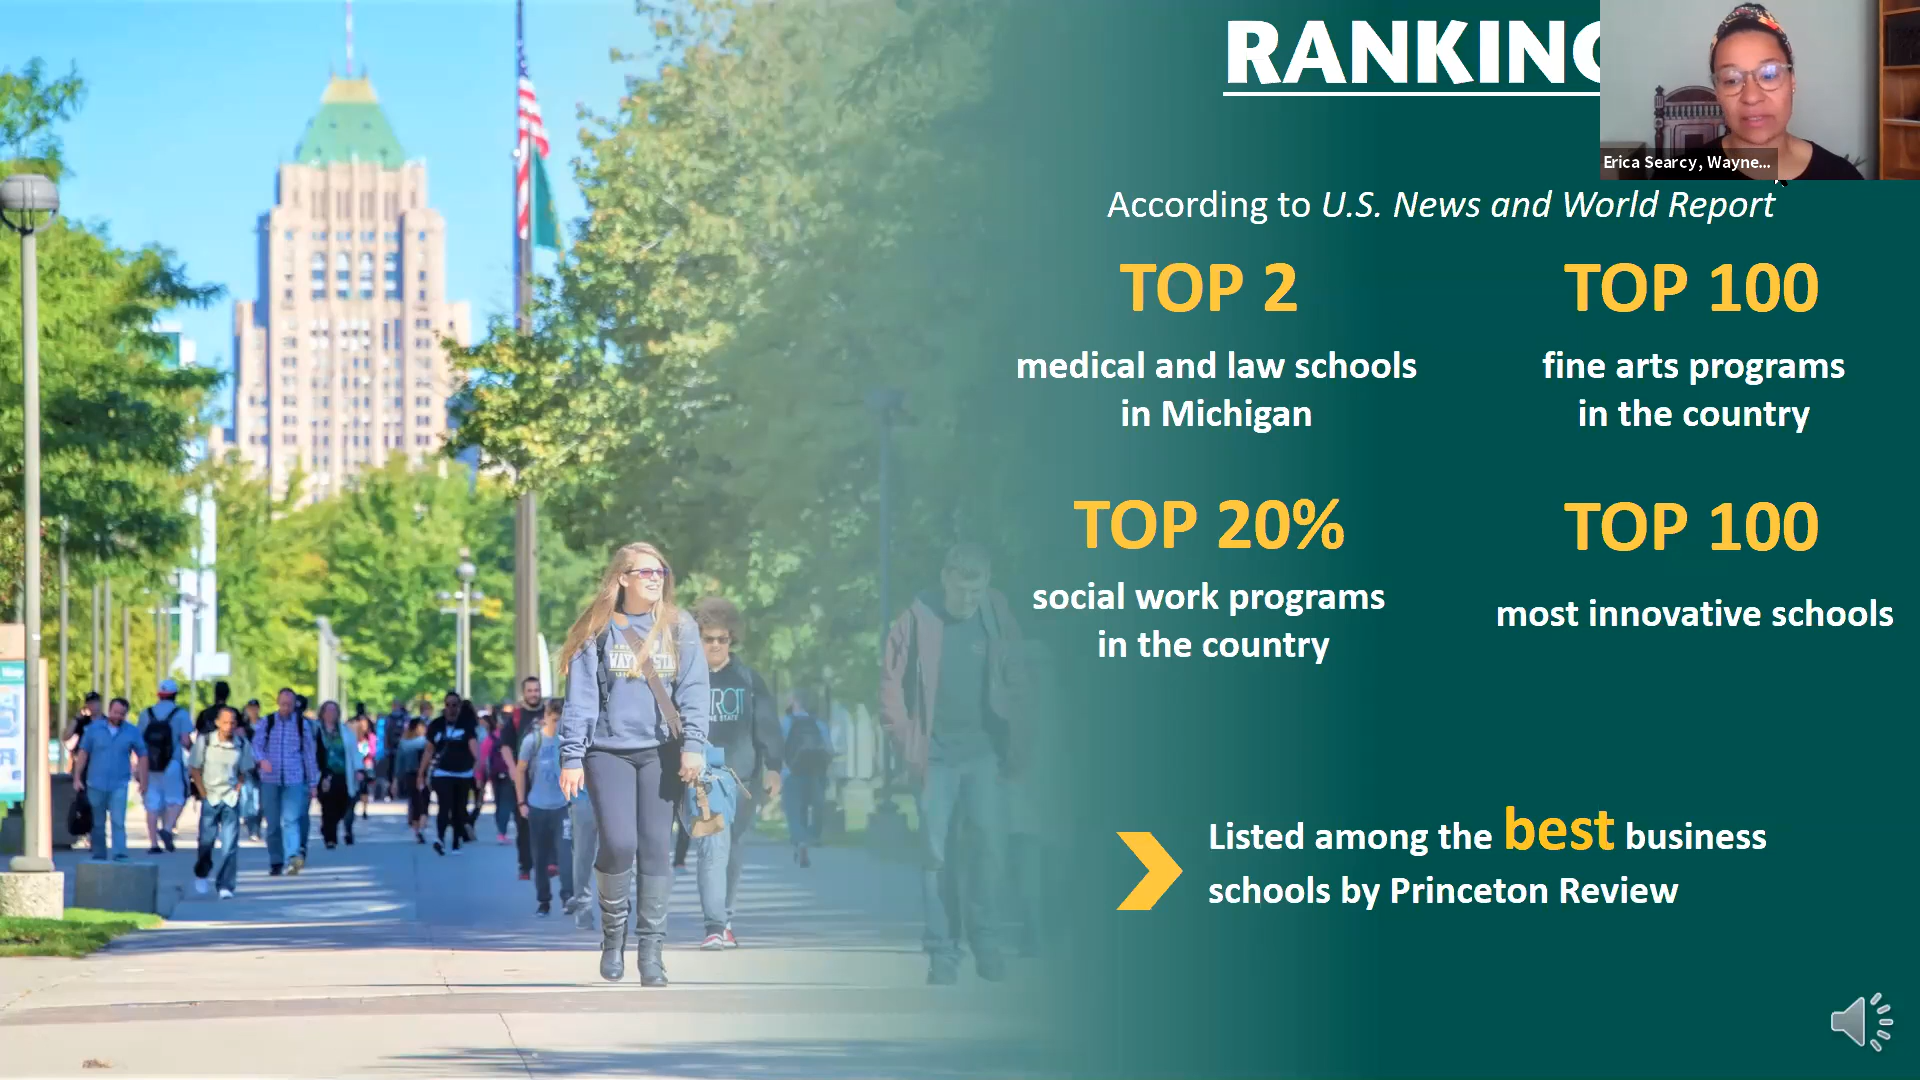 RANKING
Erica Searcy, Wayne...
According to U.S. News and World Report
TOP 2
medical and law schools
in Michigan
TOP 100
fine arts programs
in the country
TOP 20%
social work programs
in the country
TOP 100
most innovative schools
Listed among the best business
schools by Princeton Review